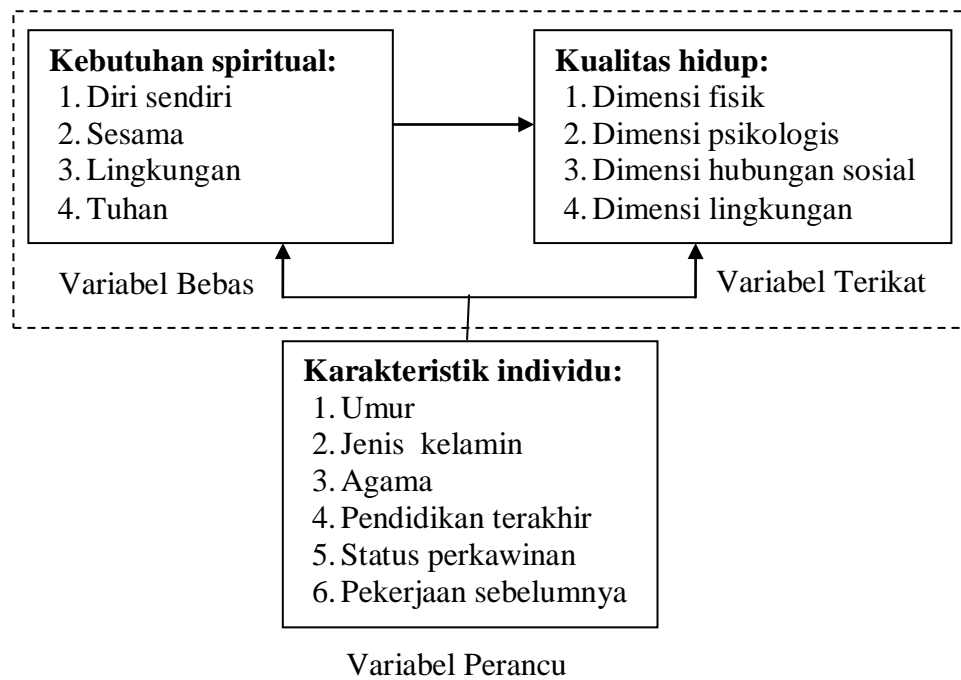 Kebutuhan spiritual:
1. Diri sendiri
2. Sesama
3. Lingkungan
4. Tuhan
Variabel Bebas
Kualitas hidup:
1. Dimensi fisik
2. Dimensi psikologis
3. Dimensi hubungan sosial
4. Dimensi lingkungan
Variabel Terikat
Karakteristik individu:
1. Umur
2. Jenis kelamin
3. Agama
4. Pendidikan terakhir
5. Status perkawinan
6. Pekerjaan sebelumnya
Variabel Perancu